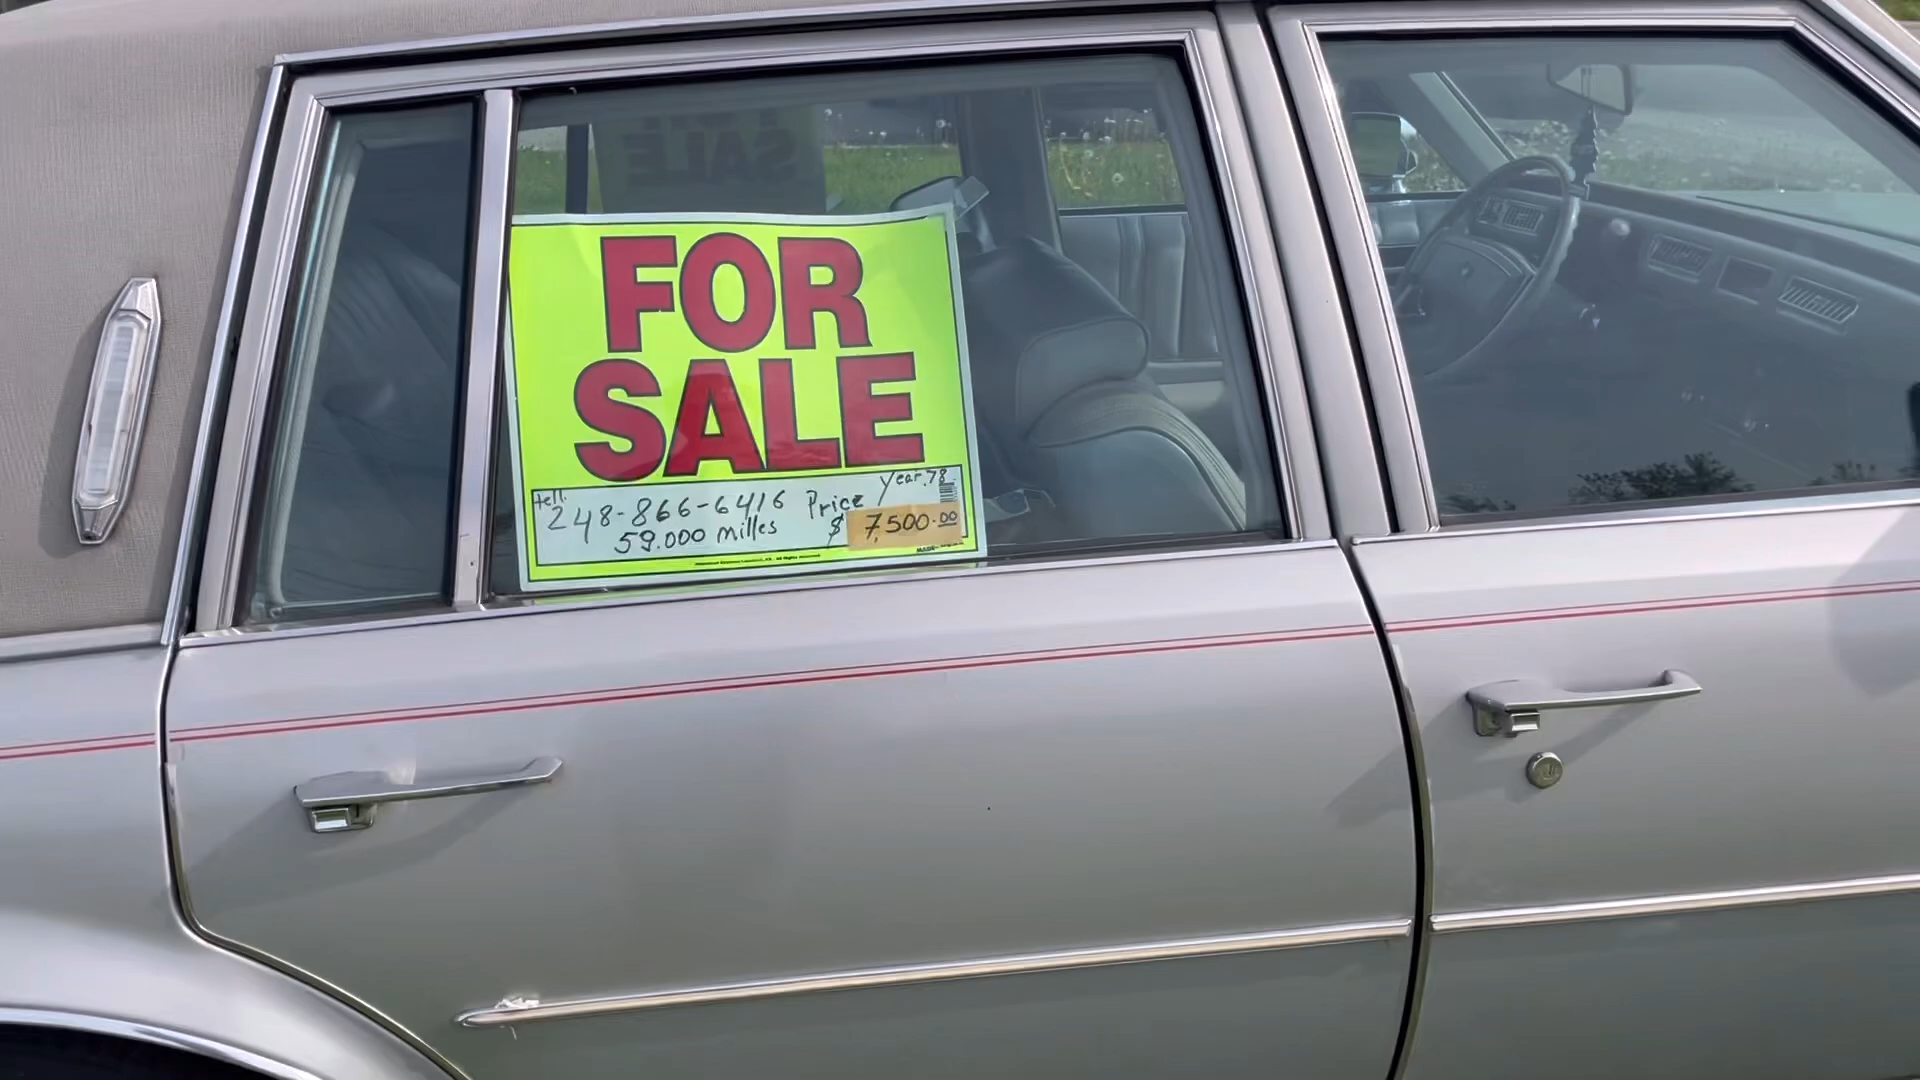 FOR
SALE
Year.78
tell.
248-866-6416 Price
59.000 milles $ 7,500.00